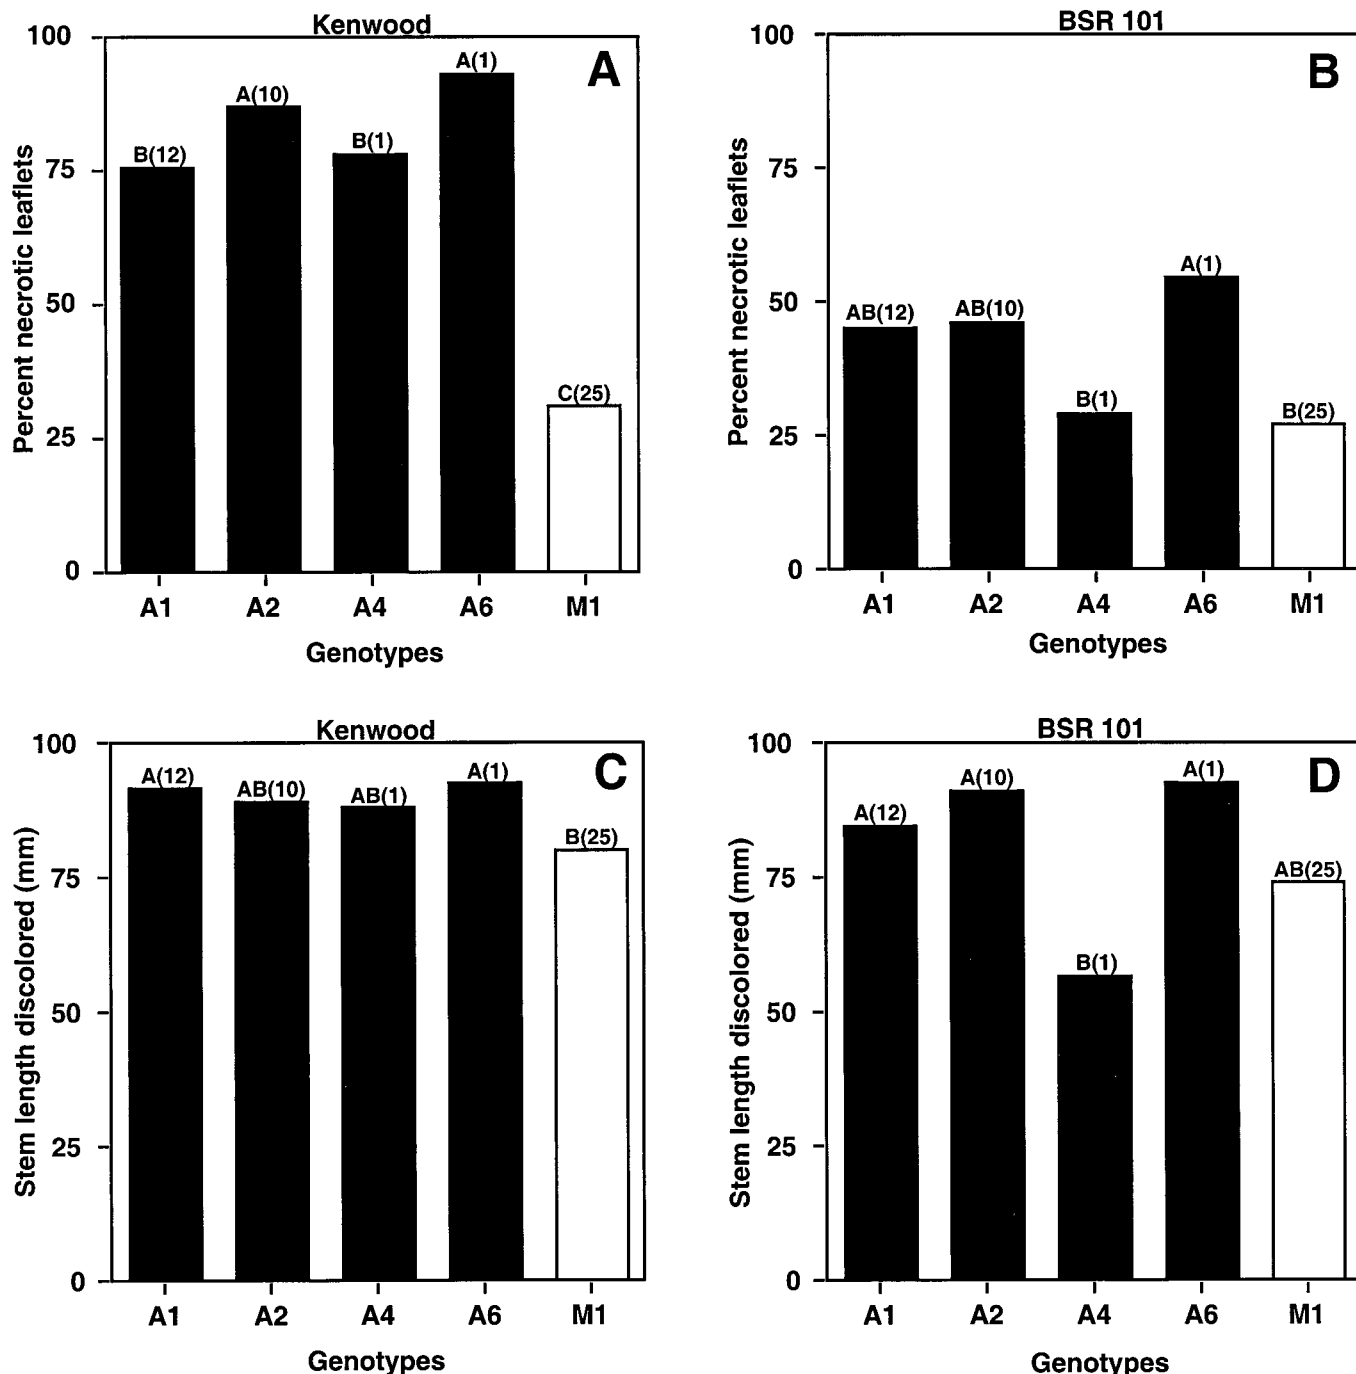 Kenwood
A
100
75
50
25
0
Percent necrotic leaflets
B(12)
A(10)
B(1)
A(1)
C(25)
A1 A2 A4 A6 M1
Genotypes
BSR 101
B
100
75
50
25
0
Percent necrotic leaflets
AB(12)
AB(10)
B(1)
A(1)
B(25)
A1 A2 A4 A6 M1
Genotypes
Kenwood
C
100
75
50
25
0
Stem length discolored (mm)
A(12)
AB(10)
AB(1)
A(1)
B(25)
A1 A2 A4 A6 M1
Genotypes
BSR 101
D
100
75
50
25
0
Stem length discolored (mm)
A(12)
A(10)
B(1)
A(1)
AB(25)
A1 A2 A4 A6 M1
Genotypes